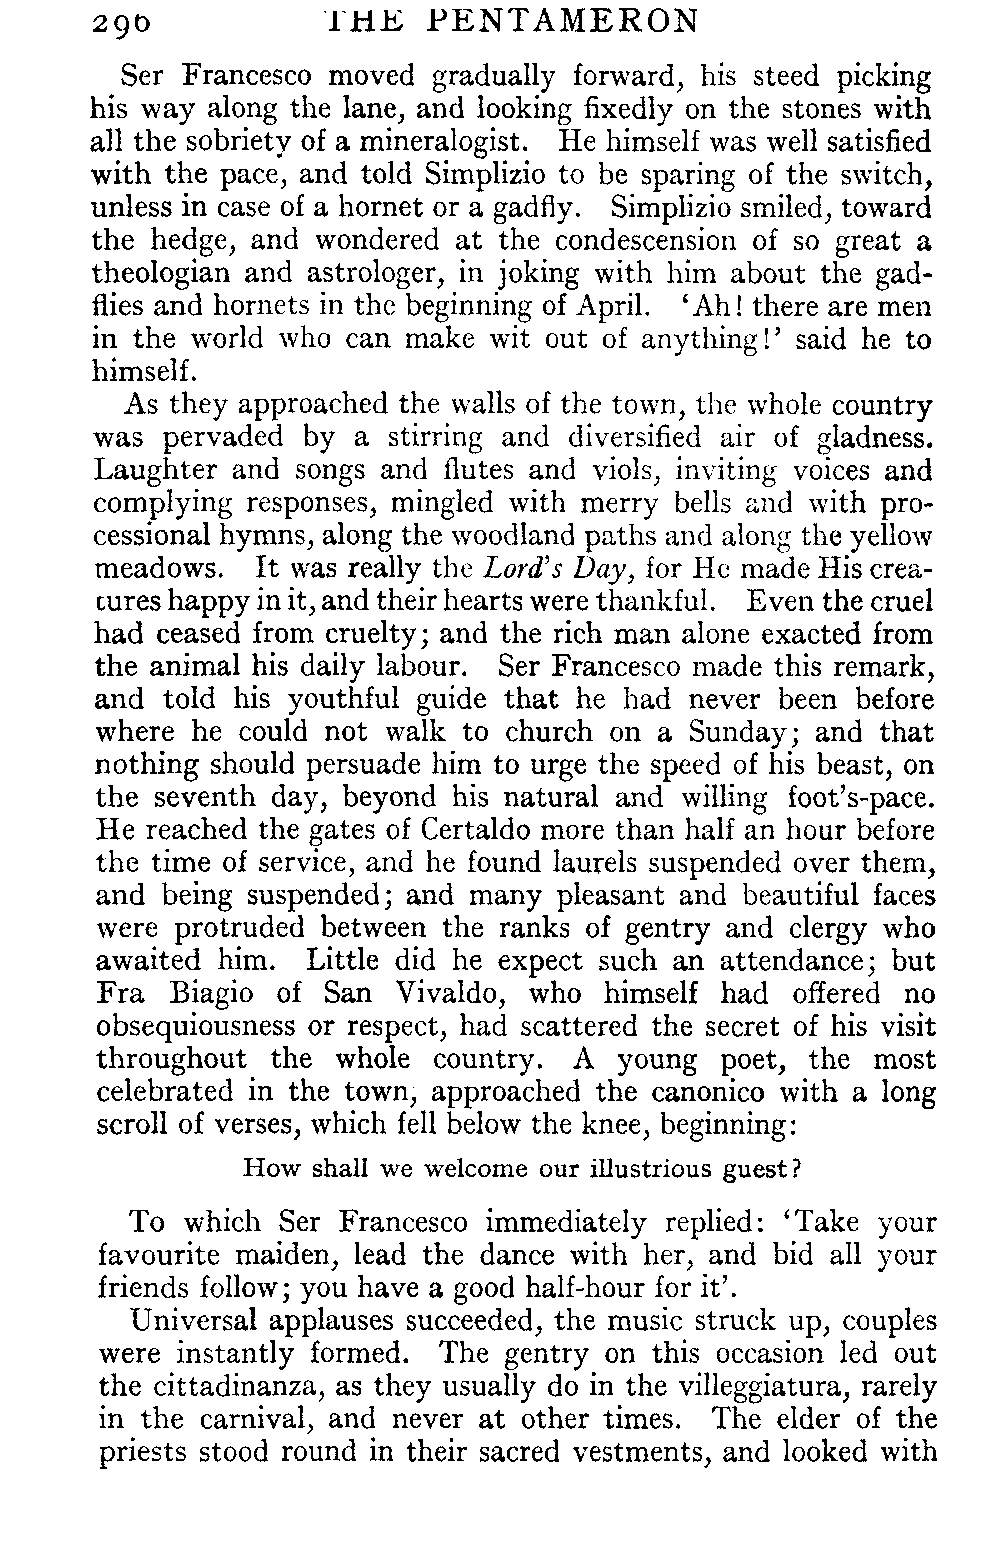 296 THE PENTAMERON
Ser Francesco moved gradually forward, his steed picking
his way along the lane, and looking fixedly on the stones with
all the sobriety of a mineralogist. He himself was well satisfied
with the pace, and told Simplizio to be sparing of the switch,
unless in case of a hornet or a gadfly. Simplizio smiled, toward
the hedge, and wondered at the condescension of so great a
theologian and astrologer, in joking with him about the gad-
flies and hornets in the beginning of April. ‘Ah! there are men
in the world who can make wit out of anything!’ said he to
himself.
As they approached the walls of the town, the whole country
was pervaded by a stirring and diversified air of gladness.
Laughter and songs and flutes and viols, inviting voices and
complying responses, mingled with merry bells and with pro-
cessional hymns, along the woodland paths and along the yellow
meadows. It was really the Lord's Day, for He made His crea-
tures happy in it, and their hearts were thankful. Even the cruel
had ceased from cruelty; and the rich man alone exacted from
the animal his daily labour. Ser Francesco made this remark,
and told his youthful guide that he had never been before
where he could not walk to church on a Sunday; and that
nothing should persuade him to urge the speed of his beast, on
the seventh day, beyond his natural and willing foot's-pace.
He reached the gates of Certaldo more than half an hour before
the time of service, and he found laurels suspended over them,
and being suspended; and many pleasant and beautiful faces
were protruded between the ranks of gentry and clergy who
awaited him. Little did he expect such an attendance; but
Fra Biagio of San Vivaldo, who himself had offered no
obsequiousness or respect, had scattered the secret of his visit
throughout the whole country. A young poet, the most
celebrated in the town, approached the canonico with a long
scroll of verses, which fell below the knee, beginning:
How shall we welcome our illustrious guest?
To which Ser Francesco immediately replied: ‘Take your
favourite maiden, lead the dance with her, and bid all your
friends follow; you have a good half-hour for it’.
Universal applauses succeeded, the music struck up, couples
were instantly formed. The gentry on this occasion led out
the cittadinanza, as they usually do in the villeggiatura, rarely
in the carnival, and never at other times. The elder of the
priests stood round in their sacred vestments, and looked with